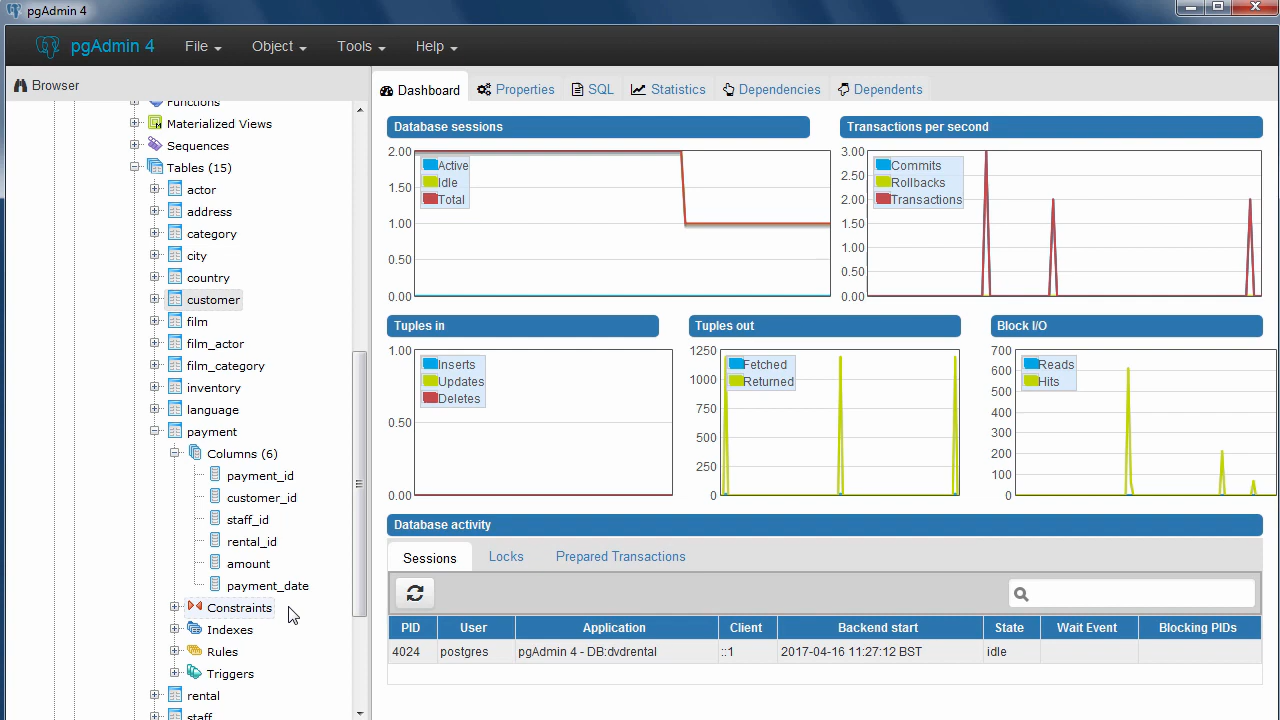 pgAdmin 4
pgAdmin 4 File Object Tools Help
Browser
Functions
Materialized Views
Sequences
Tables (15)
actor
address
category
city
country
customer
film
film_actor
film_category
inventory
language
payment
Columns (6)
payment_id
customer_id
staff_id
rental_id
amount
payment_date
Constraints
Indexes
Rules
Triggers
rental
staff
Dashboard Properties SQL Statistics Dependencies Dependents
Database sessions
2.00
1.50
1.00
0.50
0.00
Active
Idle
Total
Transactions per second
3.00
2.50
2.00
1.50
1.00
0.50
0.00
Commits
Rollbacks
Transactions
Tuples in
1.00
0.50
0.00
Inserts
Updates
Deletes
Tuples out
1250
1000
750
500
250
0
Fetched
Returned
Block I/O
700
600
500
400
300
200
100
0
Reads
Hits
Database activity
Sessions Locks Prepared Transactions
PID User Application Client Backend start State Wait Event Blocking PIDs
4024 postgres pgAdmin 4 - DB:dvdrental ::1 2017-04-16 11:27:12 BST idle